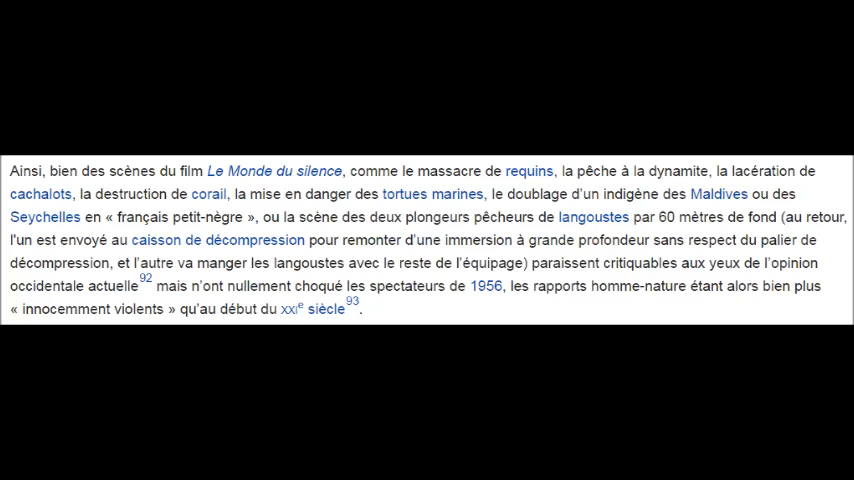 Ainsi, bien des scènes du film Le Monde du silence, comme le massacre de requins, la pêche à la dynamite, la lacération de
cachalots, la destruction de corail, la mise en danger des tortues marines, le doublage d'un indigène des Maldives ou des
Seychelles en « français petit-nègre », ou la scène des deux plongeurs pêcheurs de langoustes par 60 mètres de fond (au retour,
l'un est envoyé au caisson de décompression pour remonter d'une immersion à grande profondeur sans respect du palier de
décompression, et l'autre va manger les langoustes avec le reste de l'équipage) paraissent critiquables aux yeux de l'opinion
occidentale actuelle92 mais n'ont nullement choqué les spectateurs de 1956, les rapports homme-nature étant alors bien plus
« innocemment violents » qu'au début du XXIe siècle93.